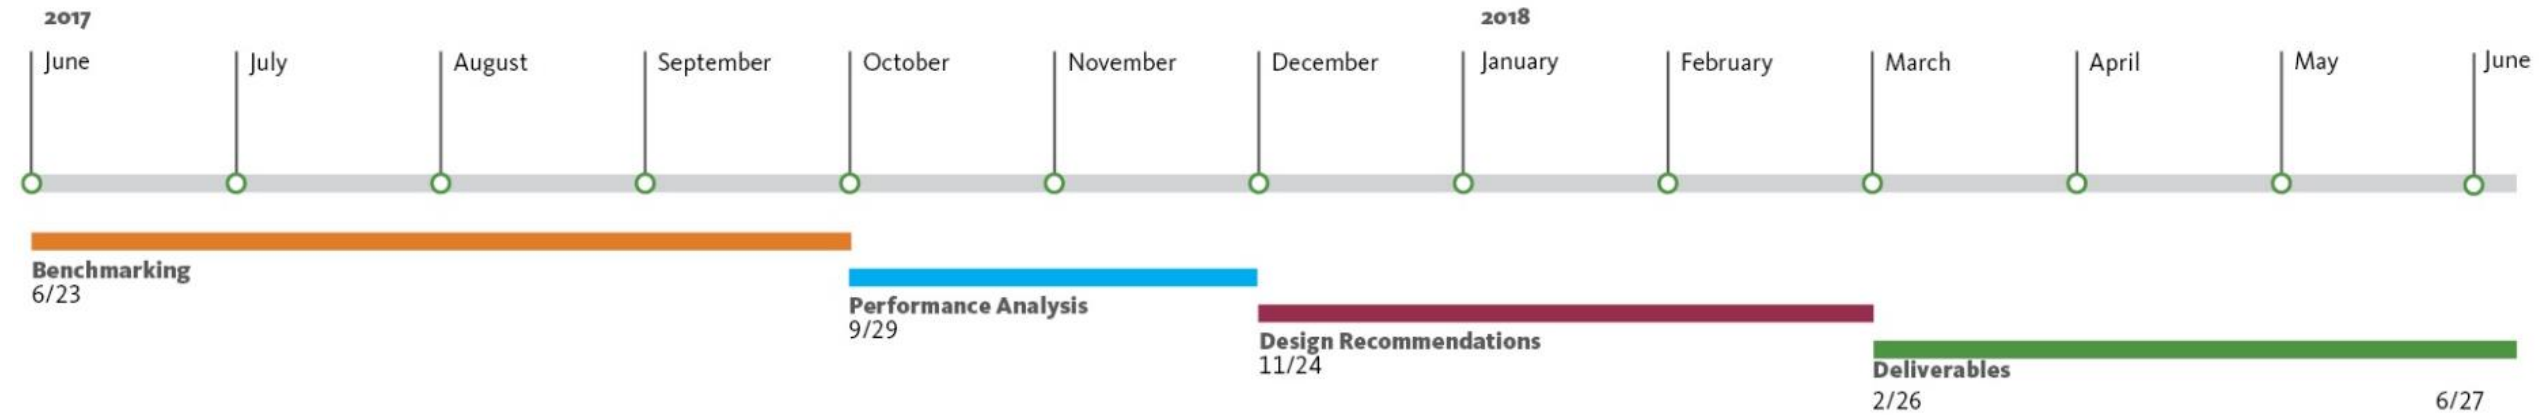 2017 2018
June July August September October November December January February March April May June
Benchmarking
6/23
Performance Analysis
9/29
Design Recommendations
11/24
Deliverables
2/26 6/27